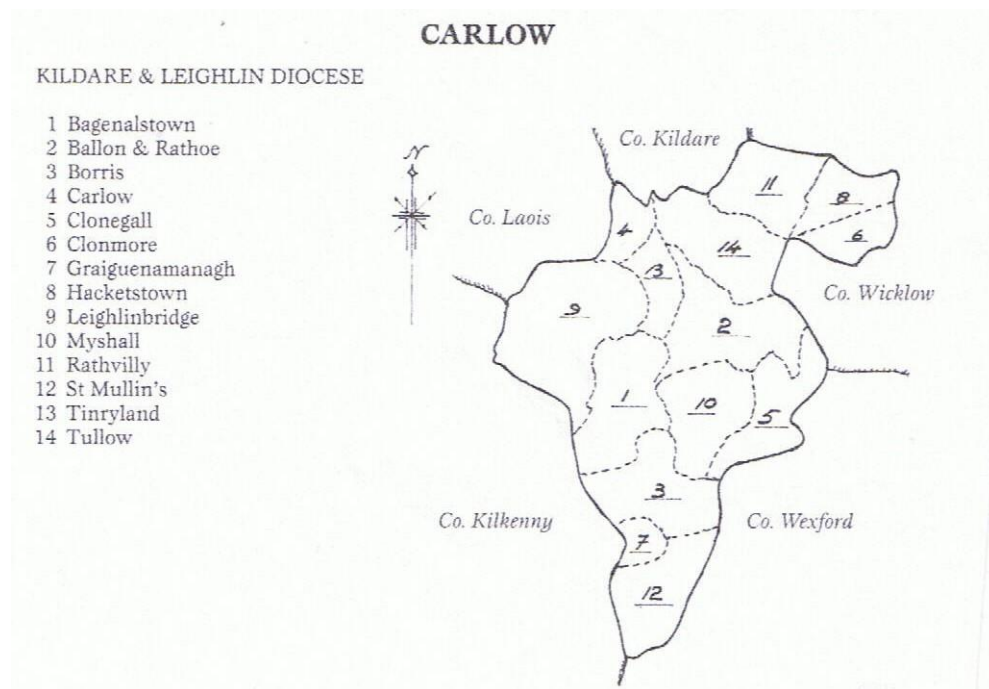 CARLOW
KILDARE & LEIGHLIN DIOCESE
1 Bagenalstown
2 Ballon & Rathoe
3 Borris
4 Carlow
5 Clonegall
6 Clonmore
7 Graiguenamanagh
8 Hacketstown
9 Leighlinbridge
10 Myshall
11 Rathvilly
12 St Mullin's
13 Tinryland
14 Tullow
N
Co. Kildare
Co. Laois
Co. Wicklow
Co. Kilkenny
Co. Wexford
11
8
4
6
14
13
9
2
1
10
5
3
7
12